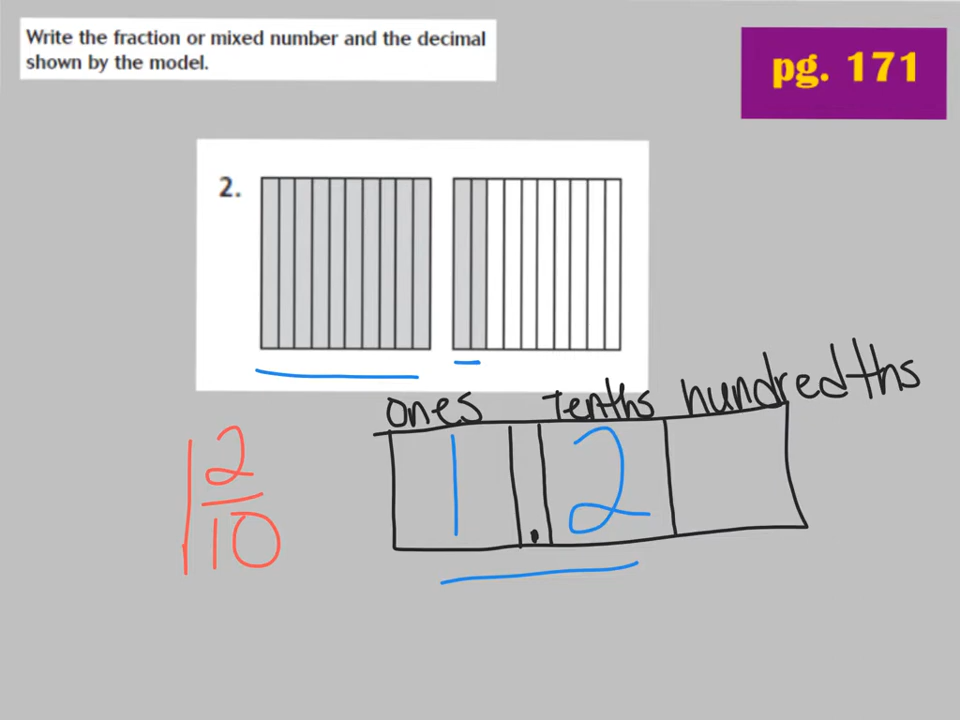 Write the fraction or mixed number and the decimal
shown by the model.
pg. 171
2.
ones tenths hundredths
1 . 2
1 2/10